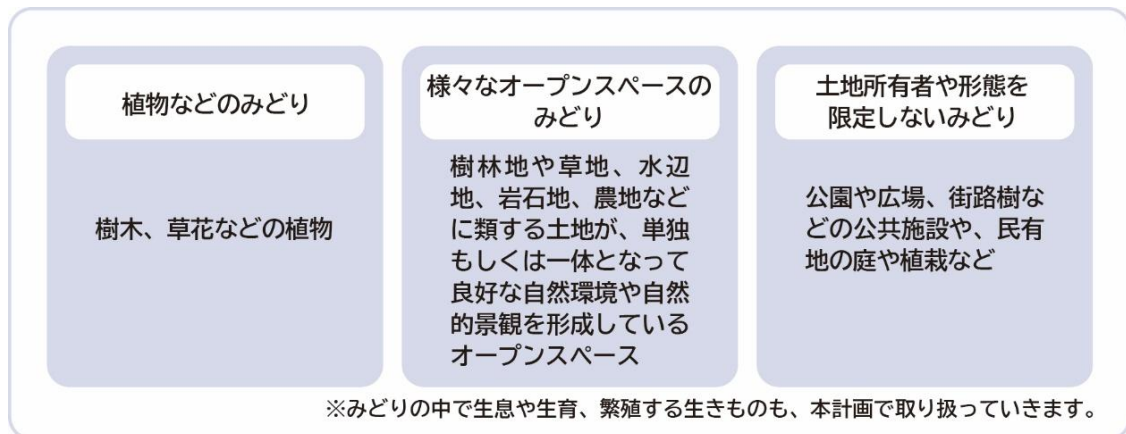 植物などのみどり
樹木、草花などの植物
様々なオープンスペースの
みどり
樹林地や草地、水辺
地、岩石地、農地など
に類する土地が、単独
もしくは一体となって
良好な自然環境や自然
的景観を形成している
オープンスペース
土地所有者や形態を
限定しないみどり
公園や広場、街路樹な
どの公共施設や、民有
地の庭や植栽など
※みどりの中で生息や生育、繁殖する生きものも、本計画で取り扱っていきます。